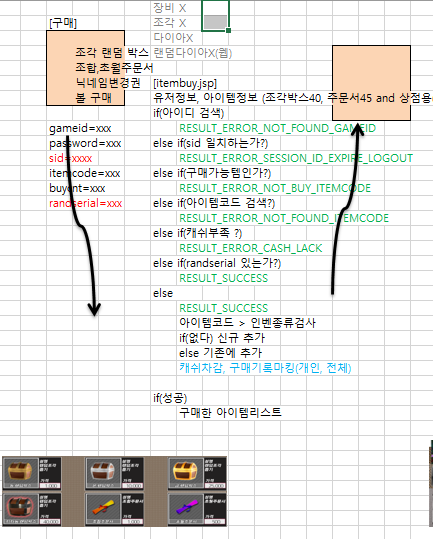 장비 X
[구매]
조각 X
다이아X
조각 랜덤 박스 랜덤다이아X(웹)
조합,초월주문서
닉네임변경권 [itembuy.jsp]
볼 구매 유저정보, 아이템정보 (조각박스40, 주문서45 and 상점용
if(아이디 검색)
gameid=xxx RESULT_ERROR_NOT_FOUND_GAMEID
password=xxx else if(sid 일치하는가?)
sid=xxxx RESULT_ERROR_SESSION_ID_EXPIRE_LOGOUT
itemcode=xxx else if(구매가능템인가?)
buycnt=xxx RESULT_ERROR_NOT_BUY_ITEMCODE
randserial=xxx else if(아이템코드 검색?)
RESULT_ERROR_NOT_FOUND_ITEMCODE
else if(캐쉬부족 ?)
RESULT_ERROR_CASH_LACK
else if(randserial 있는가?)
RESULT_SUCCESS
else
RESULT_SUCCESS
아이템코드 > 인벤종류검사
if(없다) 신규 추가
else 기존에 추가
캐쉬차감, 구매기록마킹(개인, 전체)
if(성공)
구매한 아이템리스트